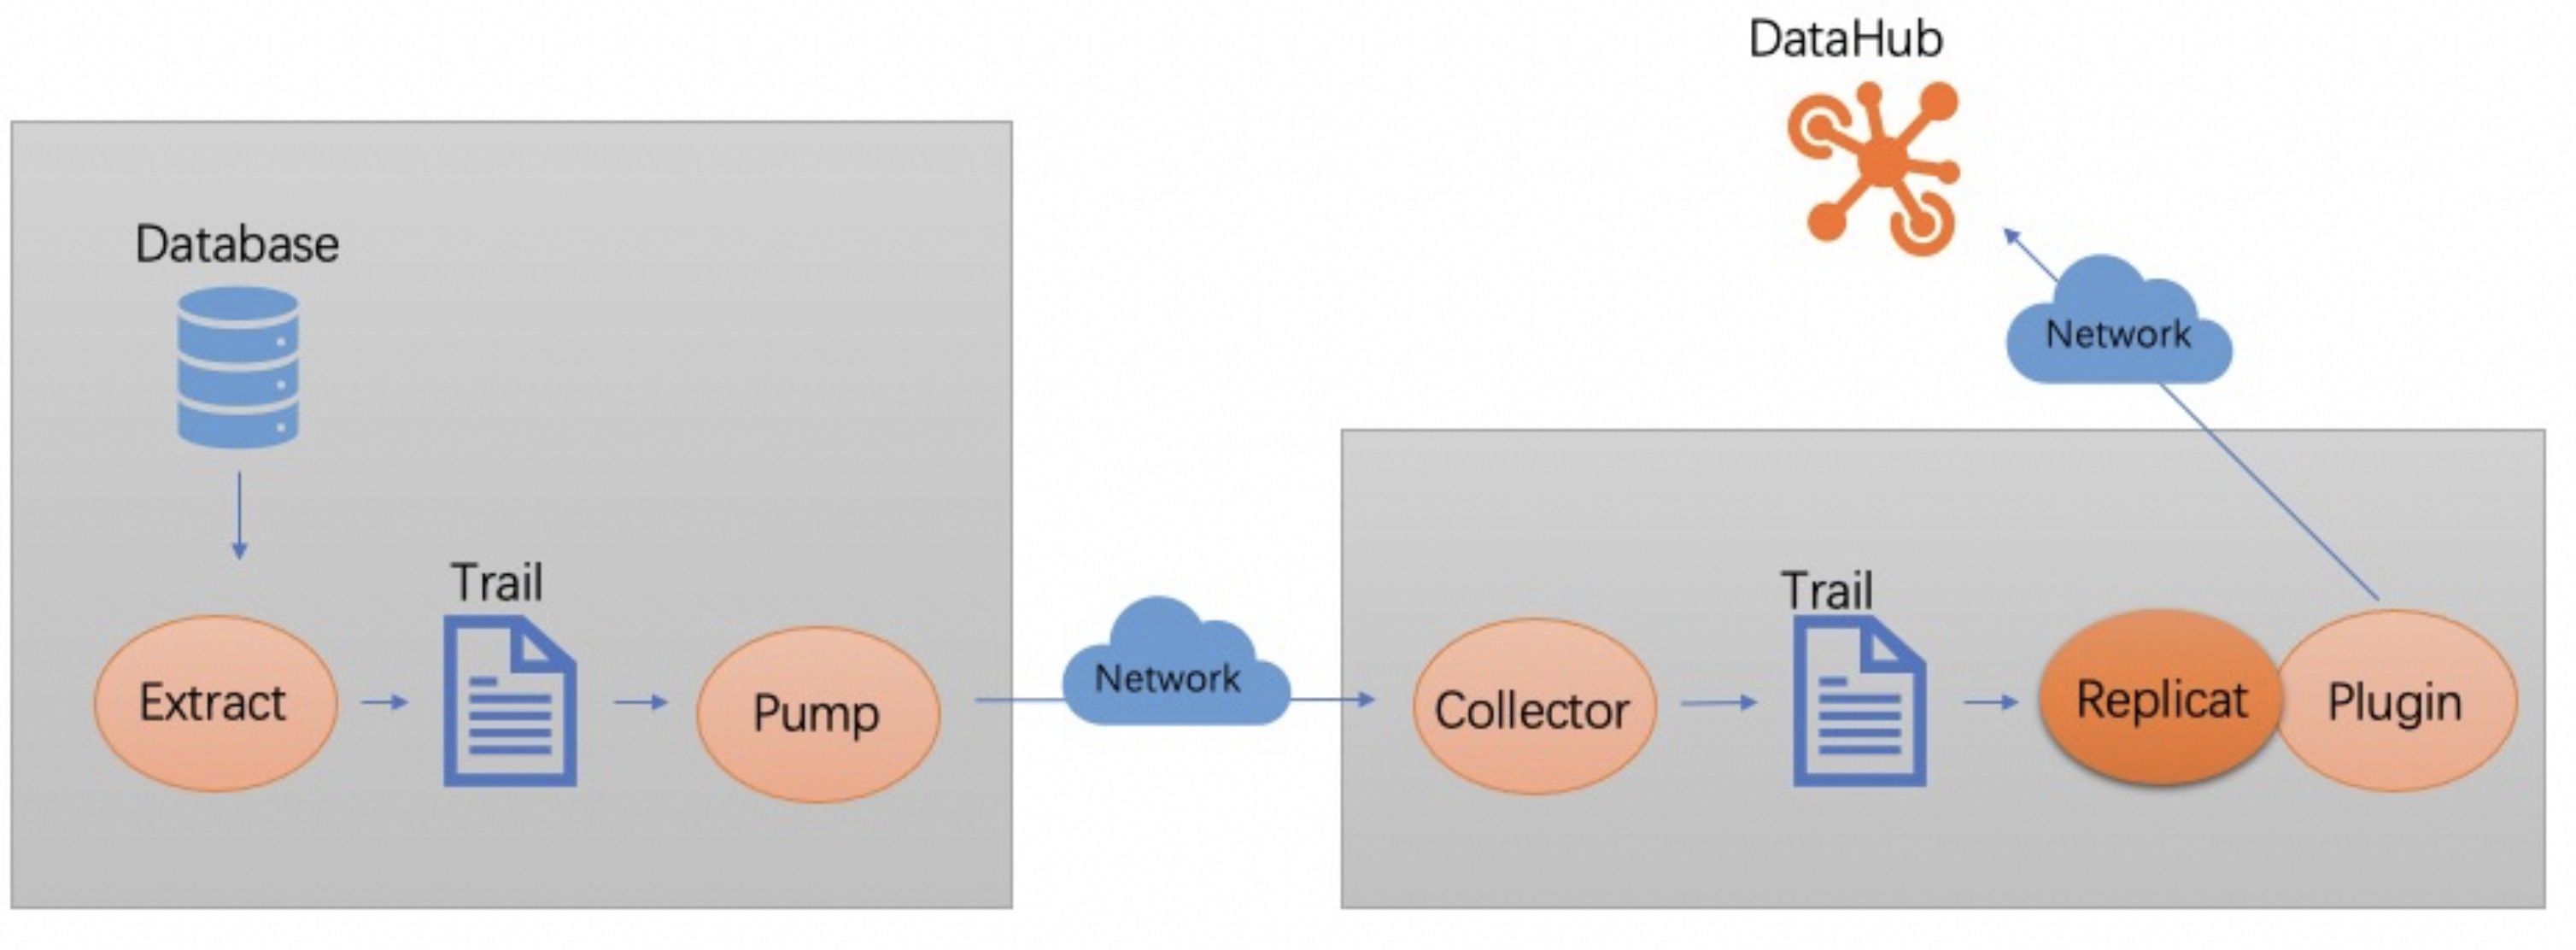 DataHub
Database
Network
Trail
Trail
Extract
Pump
Network
Collector
Replicat
Plugin